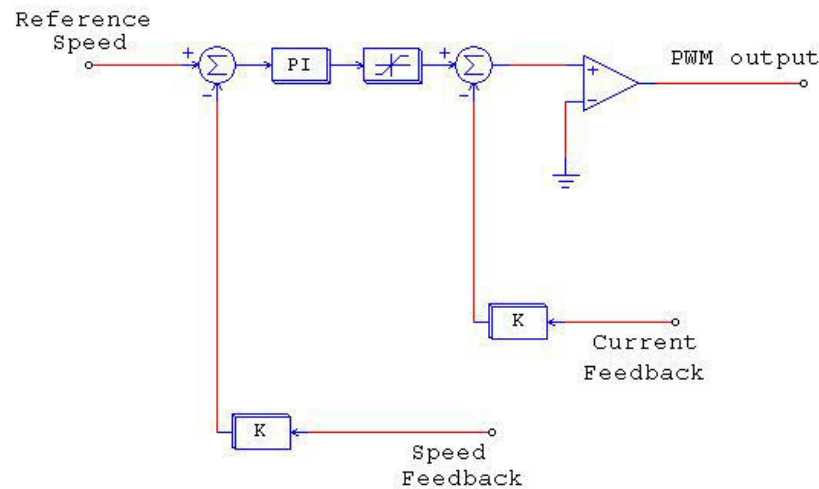 Reference
Speed
+
Σ
-
PI
+
Σ
-
+
-
PWM output
K
Current
Feedback
K
Speed
Feedback